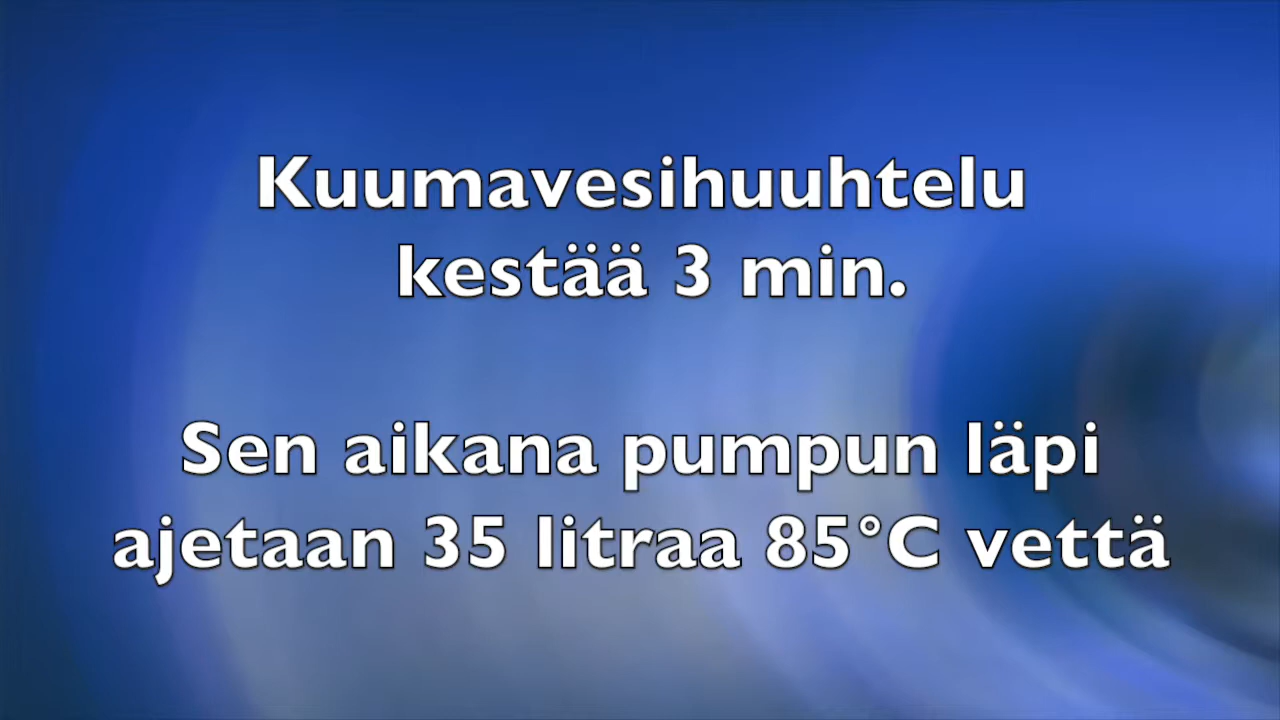 Kuumavesihuuhtelu
kestää 3 min.
Sen aikana pumpun läpi
ajetaan 35 litraa 85°C vettä